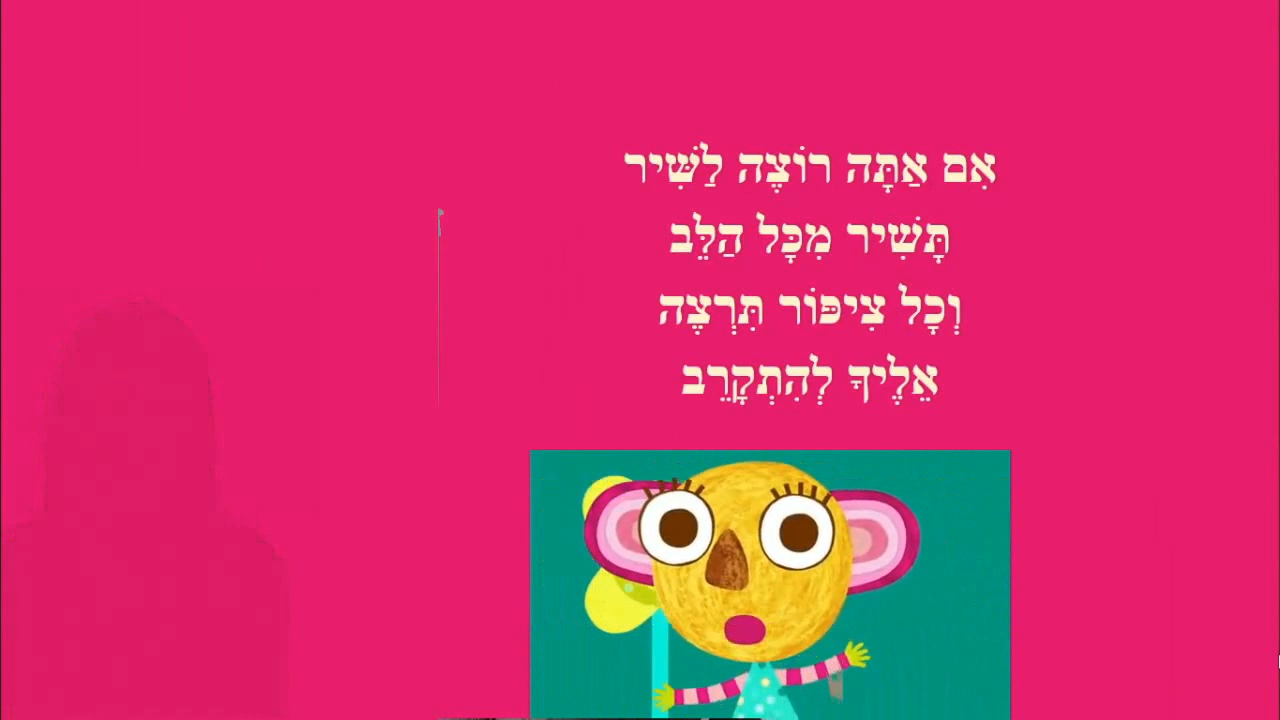 אִם אַתָּה רוֹצֶה לַשִּׁיר
תָּשִׁיר מִכָּל הַלֵּב
וְכָל צִיפּוֹר תִּרְצֶה
אֵלֶיךָ לְהִתְקָרֵב